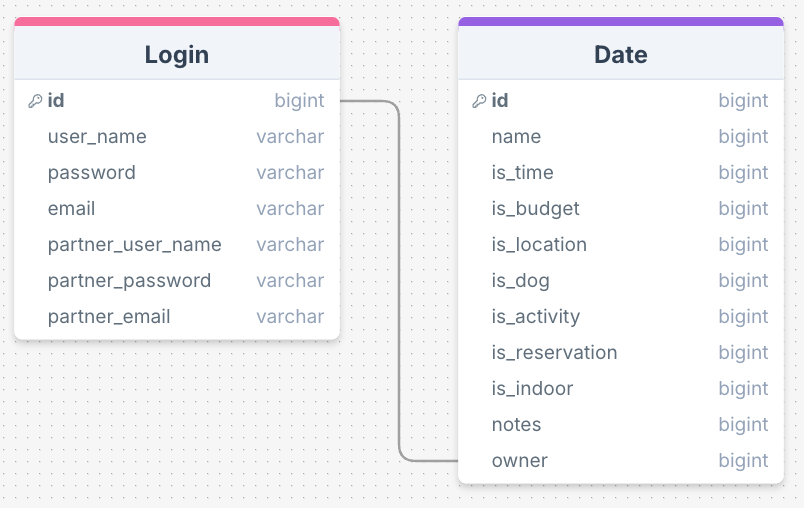 Login
id bigint
user_name varchar
password varchar
email varchar
partner_user_name varchar
partner_password varchar
partner_email varchar
Date
id bigint
name bigint
is_time bigint
is_budget bigint
is_location bigint
is_dog bigint
is_activity bigint
is_reservation bigint
is_indoor bigint
notes bigint
owner bigint